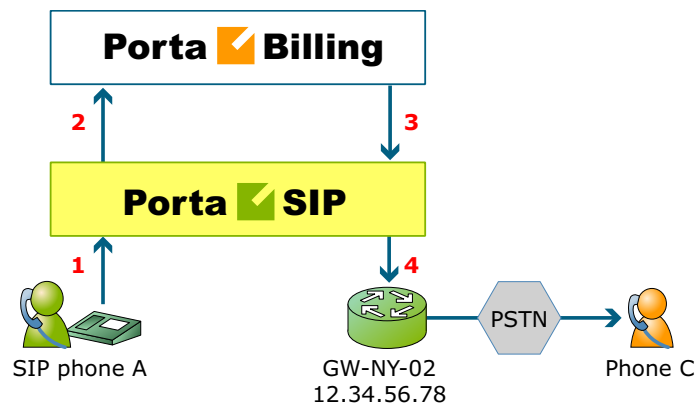 Porta Billing
2
3
Porta SIP
1
4
PSTN
SIP phone A
GW-NY-02
12.34.56.78
Phone C